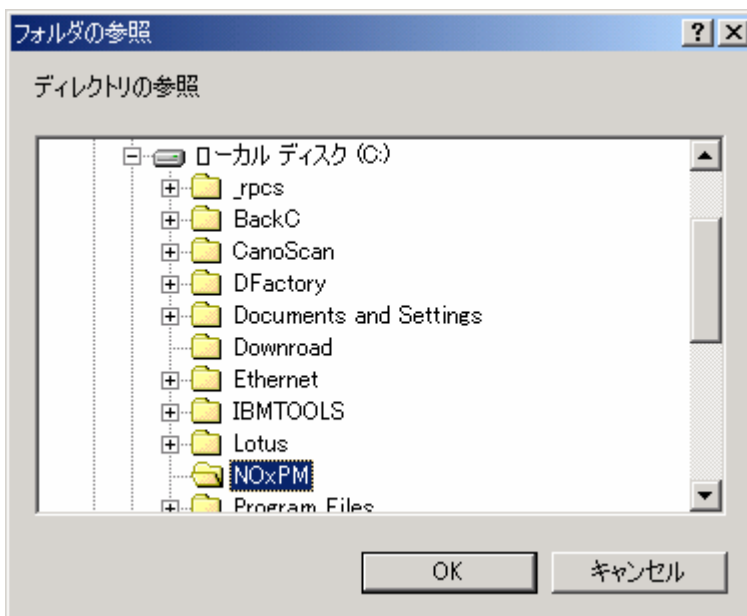 フォルダの参照
ディレクトリの参照
ローカル ディスク (C:)
_rpcs
BackC
CanoScan
DFactory
Documents and Settings
Downroad
Ethernet
IBMTOOLS
Lotus
NOxPM
Program Files
OK キャンセル